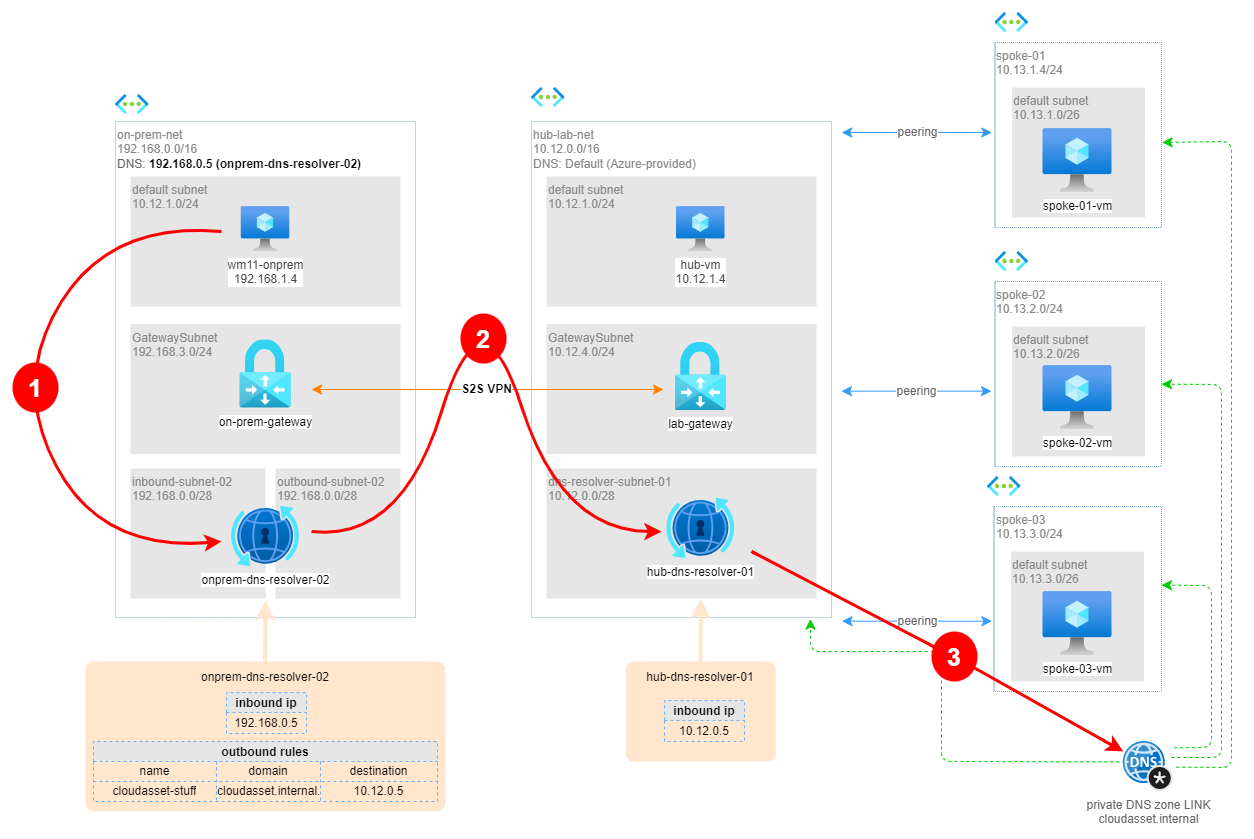 on-prem-net
192.168.0.0/16
DNS: 192.168.0.5 (onprem-dns-resolver-02)
default subnet
10.12.1.0/24
wm11-onprem
192.168.1.4
GatewaySubnet
192.168.3.0/24
on-prem-gateway
inbound-subnet-02
192.168.0.0/28
outbound-subnet-02
192.168.0.0/28
onprem-dns-resolver-02
1
2
S2S VPN
hub-lab-net
10.12.0.0/16
DNS: Default (Azure-provided)
default subnet
10.12.1.0/24
hub-vm
10.12.1.4
GatewaySubnet
10.12.4.0/24
lab-gateway
dns-resolver-subnet-01
10.12.0.0/28
hub-dns-resolver-01
peering
peering
peering
3
spoke-01
10.13.1.4/24
default subnet
10.13.1.0/26
spoke-01-vm
spoke-02
10.13.2.0/24
default subnet
10.13.2.0/26
spoke-02-vm
spoke-03
10.13.3.0/24
default subnet
10.13.3.0/26
spoke-03-vm
onprem-dns-resolver-02
inbound ip
192.168.0.5
outbound rules
name domain destination
cloudasset-stuff cloudasset.internal. 10.12.0.5
hub-dns-resolver-01
inbound ip
10.12.0.5
DNS
*
private DNS zone LINK
cloudasset.internal